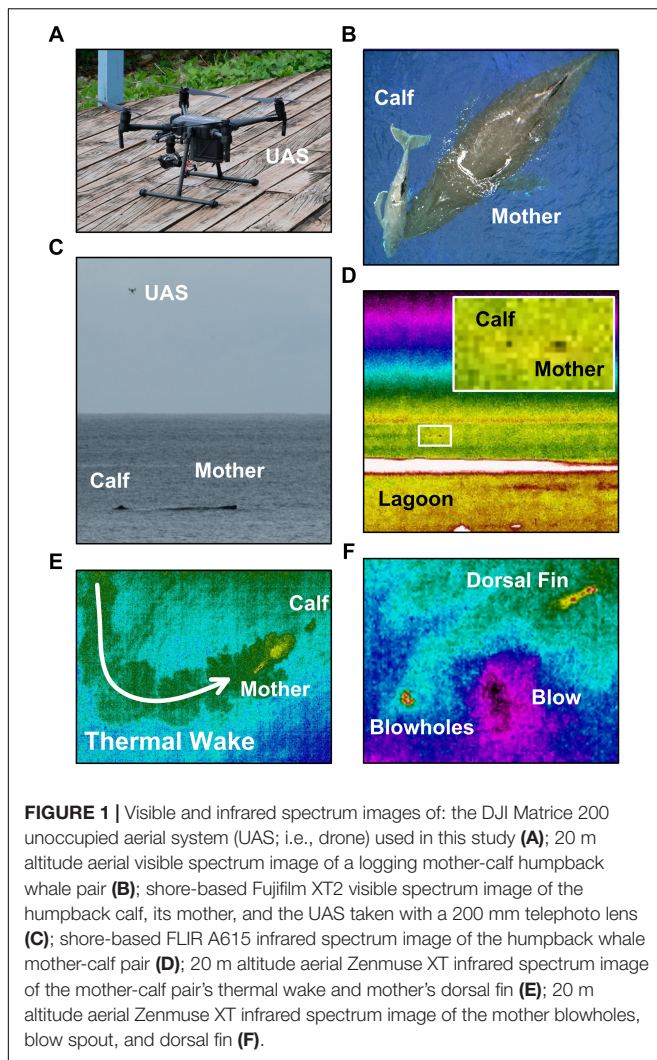 A
UAS
B
Calf
Mother
C
UAS
Calf
Mother
D
Calf
Mother
Lagoon
E
Calf
Mother
Thermal Wake
F
Dorsal Fin
Blow
Blowholes
FIGURE 1 | Visible and infrared spectrum images of: the DJI Matrice 200
unoccupied aerial system (UAS; i.e., drone) used in this study (A); 20 m
altitude aerial visible spectrum image of a logging mother-calf humpback
whale pair (B); shore-based Fujifilm XT2 visible spectrum image of the
humpback calf, its mother, and the UAS taken with a 200 mm telephoto lens
(C); shore-based FLIR A615 infrared spectrum image of the humpback whale
mother-calf pair (D); 20 m altitude aerial Zenmuse XT infrared spectrum image
of the mother-calf pair's thermal wake and mother's dorsal fin (E); 20 m
altitude aerial Zenmuse XT infrared spectrum image of the mother blowholes,
blow spout, and dorsal fin (F).